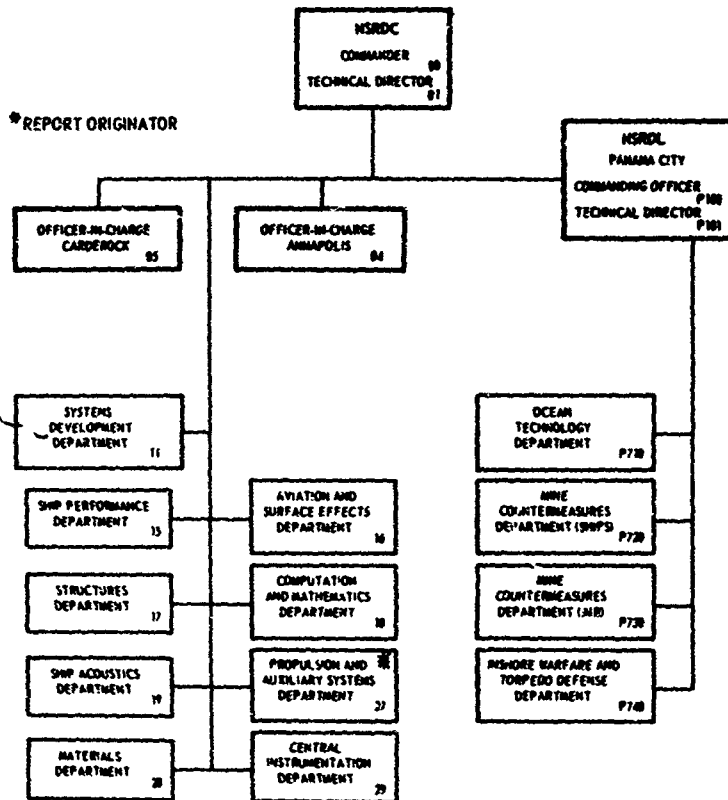 NSRDC
COMMANDER 00
TECHNICAL DIRECTOR 01
*REPORT ORIGINATOR
NSRDL
PANAMA CITY
COMMANDING OFFICER P100
TECHNICAL DIRECTOR P101
OFFICER-IN-CHARGE
CARDEROCK 05
OFFICER-IN-CHARGE
ANNAPOLIS 04
SYSTEMS
DEVELOPMENT
DEPARTMENT 11
OCEAN
TECHNOLOGY
DEPARTMENT P710
SHIP PERFORMANCE
DEPARTMENT 15
AVIATION AND
SURFACE EFFECTS
DEPARTMENT 16
MINE
COUNTERMEASURES
DEPARTMENT (SHIPS) P720
STRUCTURES
DEPARTMENT 17
COMPUTATION
AND MATHEMATICS
DEPARTMENT 18
MINE
COUNTERMEASURES
DEPARTMENT (AIR) P730
SHIP ACOUSTICS
DEPARTMENT 19
PROPULSION AND *
AUXILIARY SYSTEMS
DEPARTMENT 27
INSHORE WARFARE AND
TORPEDO DEFENSE
DEPARTMENT P740
MATERIALS
DEPARTMENT 28
CENTRAL
INSTRUMENTATION
DEPARTMENT 29